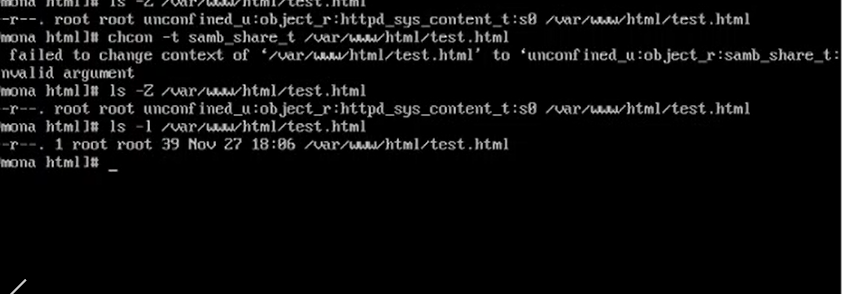 mona html]# ls -Z /var/www/html/test.html
-r--. root root unconfined_u:object_r:httpd_sys_content_t:s0 /var/www/html/test.html
mona html]# chcon -t samb_share_t /var/www/html/test.html
failed to change context of ‘/var/www/html/test.html’ to ‘unconfined_u:object_r:samb_share_t:
nvalid argument
mona html]# ls -Z /var/www/html/test.html
-r--. root root unconfined_u:object_r:httpd_sys_content_t:s0 /var/www/html/test.html
mona html]# ls -l /var/www/html/test.html
-r--. 1 root root 39 Nov 27 18:06 /var/www/html/test.html
mona html]# _